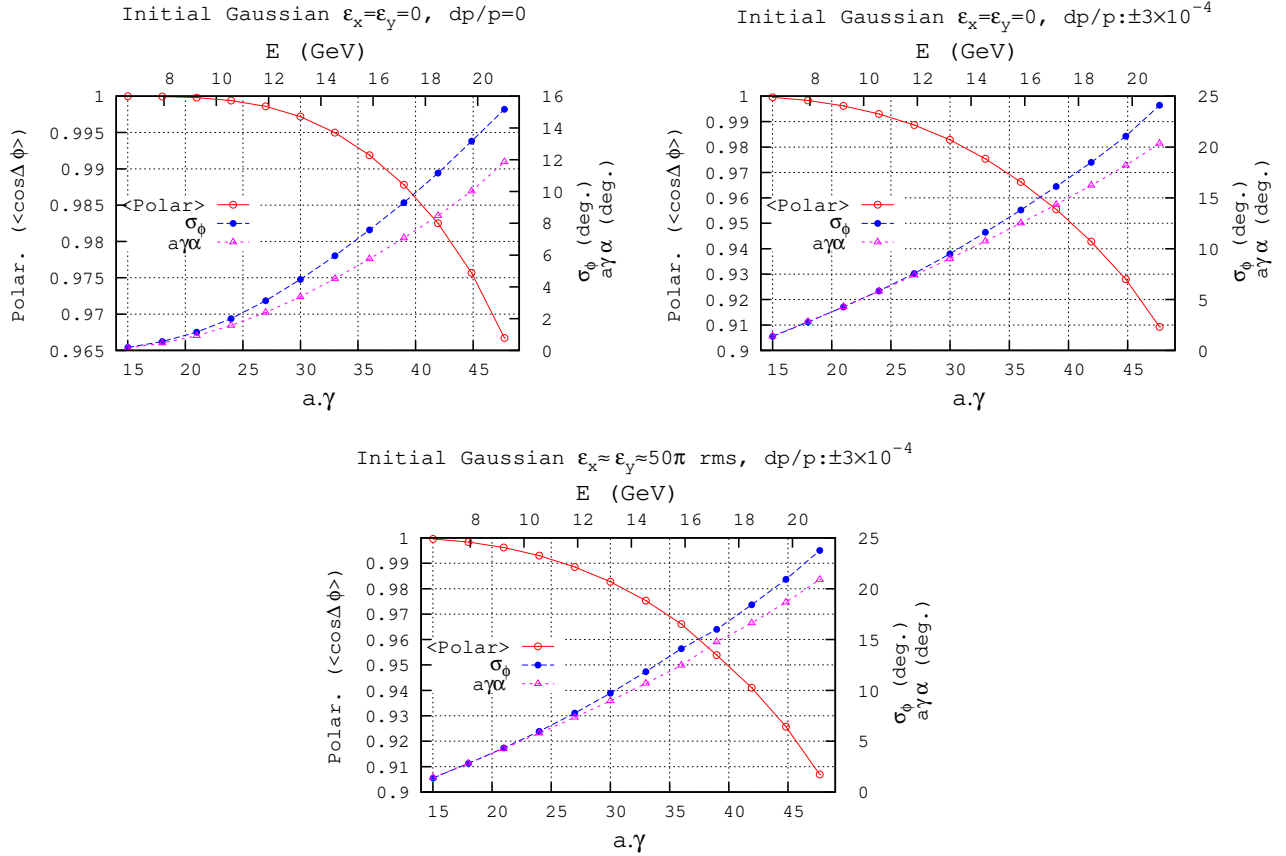 Initial Gaussian εx=εy=0, dp/p=0
E (GeV)
8 10 12 14 16 18 20
1
0.995
0.99
0.985
0.98
0.975
0.97
0.965
Polar. (<cosΔϕ>)
<Polar>
σϕ
aγα
16
14
12
10
8
6
4
2
0
σϕ (deg.)
aγα (deg.)
15 20 25 30 35 40 45
a.γ
Initial Gaussian εx=εy=0, dp/p:±3×10⁻⁴
E (GeV)
8 10 12 14 16 18 20
1
0.99
0.98
0.97
0.96
0.95
0.94
0.93
0.92
0.91
0.9
Polar. (<cosΔϕ>)
<Polar>
σϕ
aγα
25
20
15
10
5
0
σϕ (deg.)
aγα (deg.)
15 20 25 30 35 40 45
a.γ
Initial Gaussian εx≈εy≈50π rms, dp/p:±3×10⁻⁴
E (GeV)
8 10 12 14 16 18 20
1
0.99
0.98
0.97
0.96
0.95
0.94
0.93
0.92
0.91
0.9
Polar. (<cosΔϕ>)
<Polar>
σϕ
aγα
25
20
15
10
5
0
σϕ (deg.)
aγα (deg.)
15 20 25 30 35 40 45
a.γ